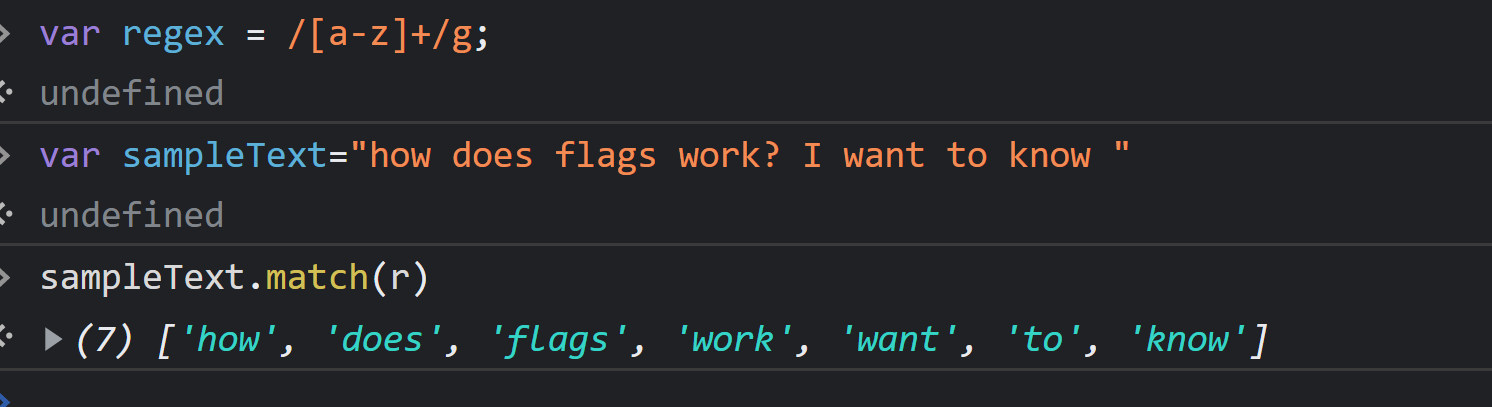 var regex = /[a-z]+/g;
undefined
var sampleText="how does flags work? I want to know "
undefined
sampleText.match(r)
(7) ['how', 'does', 'flags', 'work', 'want', 'to', 'know']